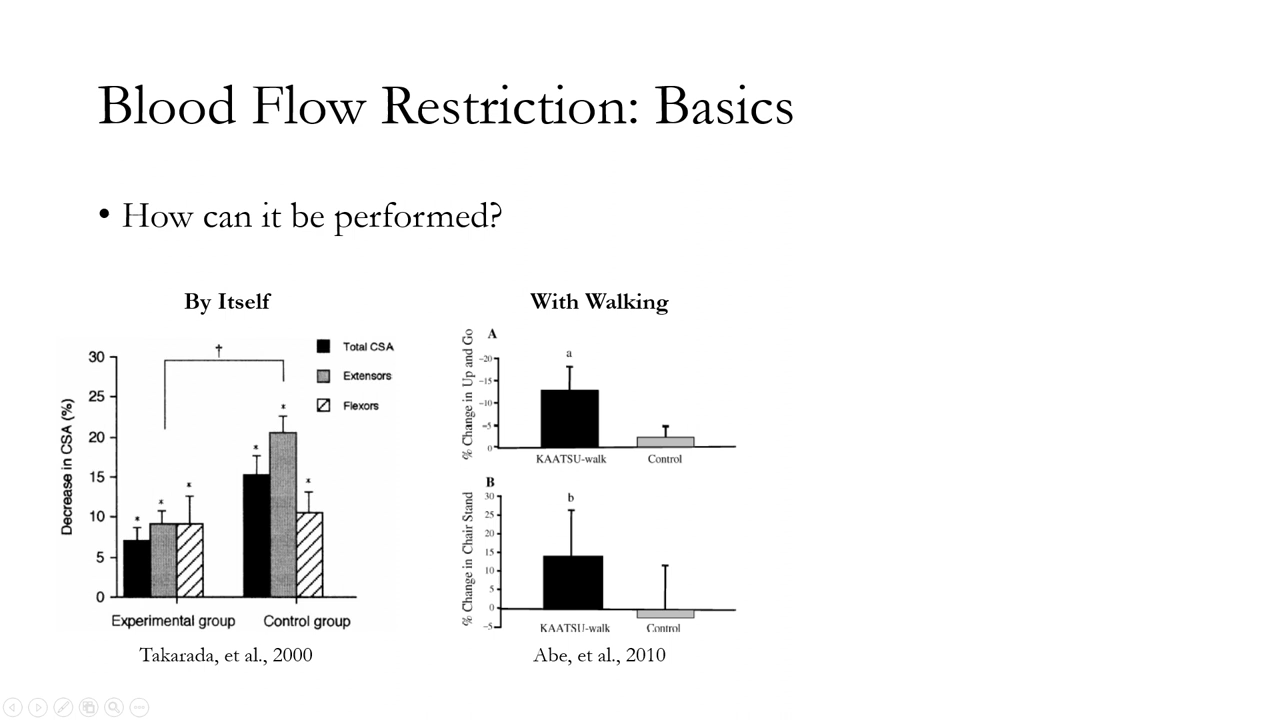 Blood Flow Restriction: Basics
• How can it be performed?
By Itself
†
Total CSA
Extensors
Flexors
30
25
20
15
10
5
0
Decrease in CSA (%)
* * * * * *
Experimental group Control group
Takarada, et al., 2000
With Walking
A
% Change in Up and Go
-20
-15
-10
-5
0
a
KAATSU-walk Control
B
% Change in Chair Stand
30
25
20
15
10
5
0
-5
b
KAATSU-walk Control
Abe, et al., 2010